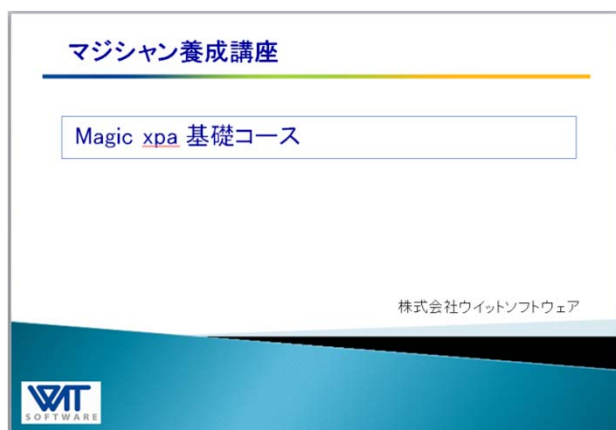 マジシャン養成講座
Magic xpa 基礎コース
株式会社ウイットソフトウェア
WIT
SOFTWARE